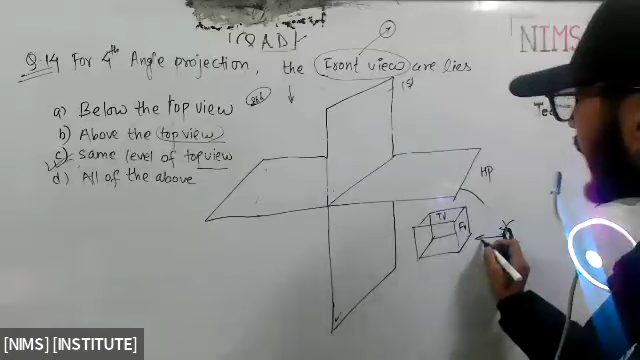 (QAD)
NIMS
Q.14 For 4th Angle projection, the Front view are lies
a) Below the top view
b) Above the top view
c) Same level of top view
d) All of the above
1st
HP
TV
FV
[NIMS] [INSTITUTE]